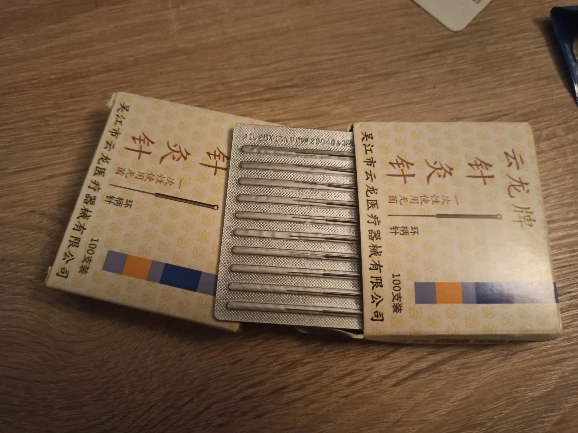 云龙牌
针灸针
一次性使用无菌
环柄针
100支装
吴江市云龙医疗器械有限公司
针灸针
一次性使用无菌
环柄针
100支装
吴江市云龙医疗器械有限公司